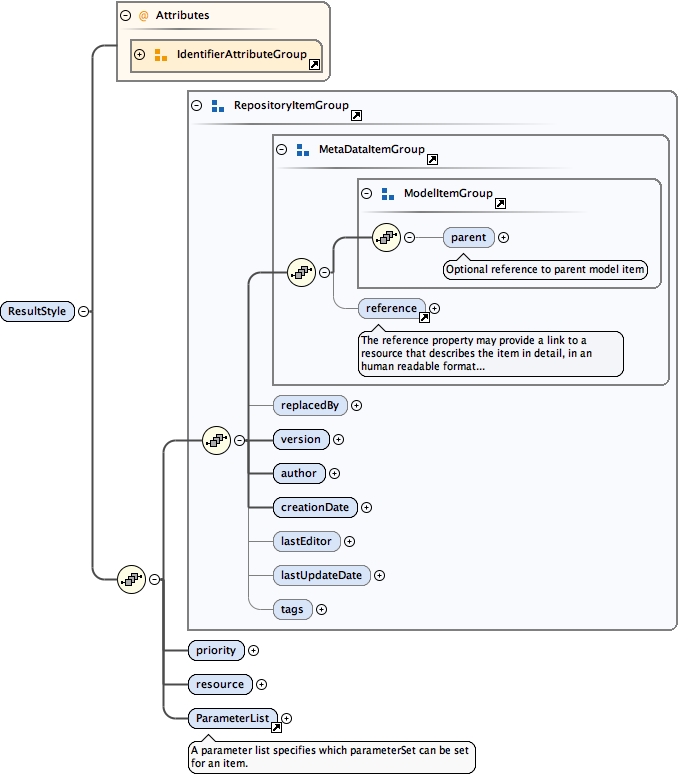 @ Attributes
IdentifierAttributeGroup
RepositoryItemGroup
MetaDataItemGroup
ModelItemGroup
parent
Optional reference to parent model item
reference
The reference property may provide a link to a
resource that describes the item in detail, in an
human readable format...
ResultStyle
replacedBy
version
author
creationDate
lastEditor
lastUpdateDate
tags
priority
resource
ParameterList
A parameter list specifies which parameterSet can be set
for an item.